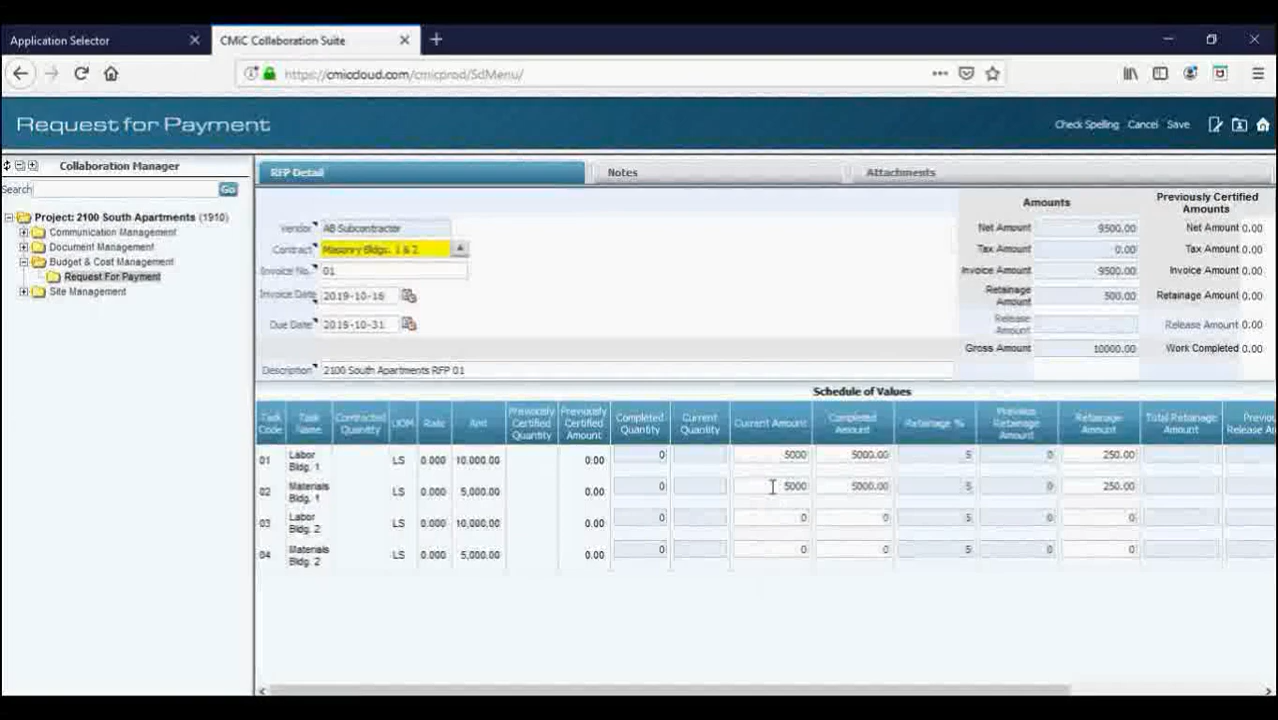 Application Selector
CMiC Collaboration Suite
https://cmiccloud.com/cmicprod/SdMenu/
Request for Payment
Check Spelling Cancel Save
Collaboration Manager
Search Go
Project: 2100 South Apartments (1910)
Communication Management
Document Management
Budget & Cost Management
Request For Payment
Site Management
RFP Detail Notes Attachments
Vendor AB Subcontractor
Contract Masonry Bldgs. 1 & 2
Invoice No. 01
Invoice Date 2019-10-16
Due Date 2019-10-31
Description 2100 South Apartments RFP 01
Amounts Previously Certified Amounts
Net Amount 9500.00 Net Amount 0.00
Tax Amount 0.00 Tax Amount 0.00
Invoice Amount 9500.00 Invoice Amount 0.00
Retainage Amount 500.00 Retainage Amount 0.00
Release Amount Release Amount 0.00
Gross Amount 10000.00 Work Completed 0.00
Schedule of Values
Task Code Task Name Contracted Quantity UOM Rate Amt Previously Certified Quantity Previously Certified Amount Completed Quantity Current Quantity Current Amount Completed Amount Retainage % Previous Retainage Amount Retainage Amount Total Retainage Amount Previou Release Am
01 Labor Bldg. 1 LS 0.000 10,000.00 0.00 0 5000 5000.00 5 0 250.00
02 Materials Bldg. 1 LS 0.000 5,000.00 0.00 0 5000 5000.00 5 0 250.00
03 Labor Bldg. 2 LS 0.000 10,000.00 0.00 0 0 0 5 0 0
04 Materials Bldg. 2 LS 0.000 5,000.00 0.00 0 0 0 5 0 0